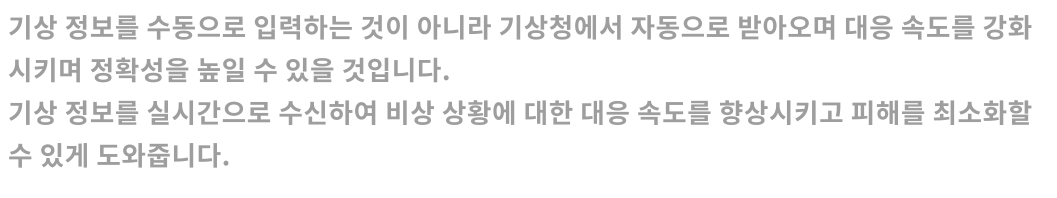 기상 정보를 수동으로 입력하는 것이 아니라 기상청에서 자동으로 받아오며 대응 속도를 강화
시키며 정확성을 높일 수 있을 것입니다.
기상 정보를 실시간으로 수신하여 비상 상황에 대한 대응 속도를 향상시키고 피해를 최소화할
수 있게 도와줍니다.